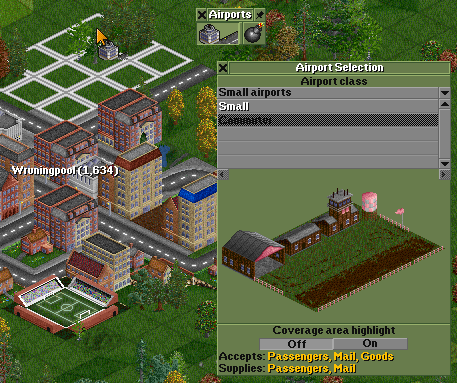 Airports
Airport Selection
Airport class
Small airports
Small
Commuter
Wruningpool (1,634)
Coverage area highlight
Off
On
Accepts: Passengers, Mail, Goods
Supplies: Passengers, Mail